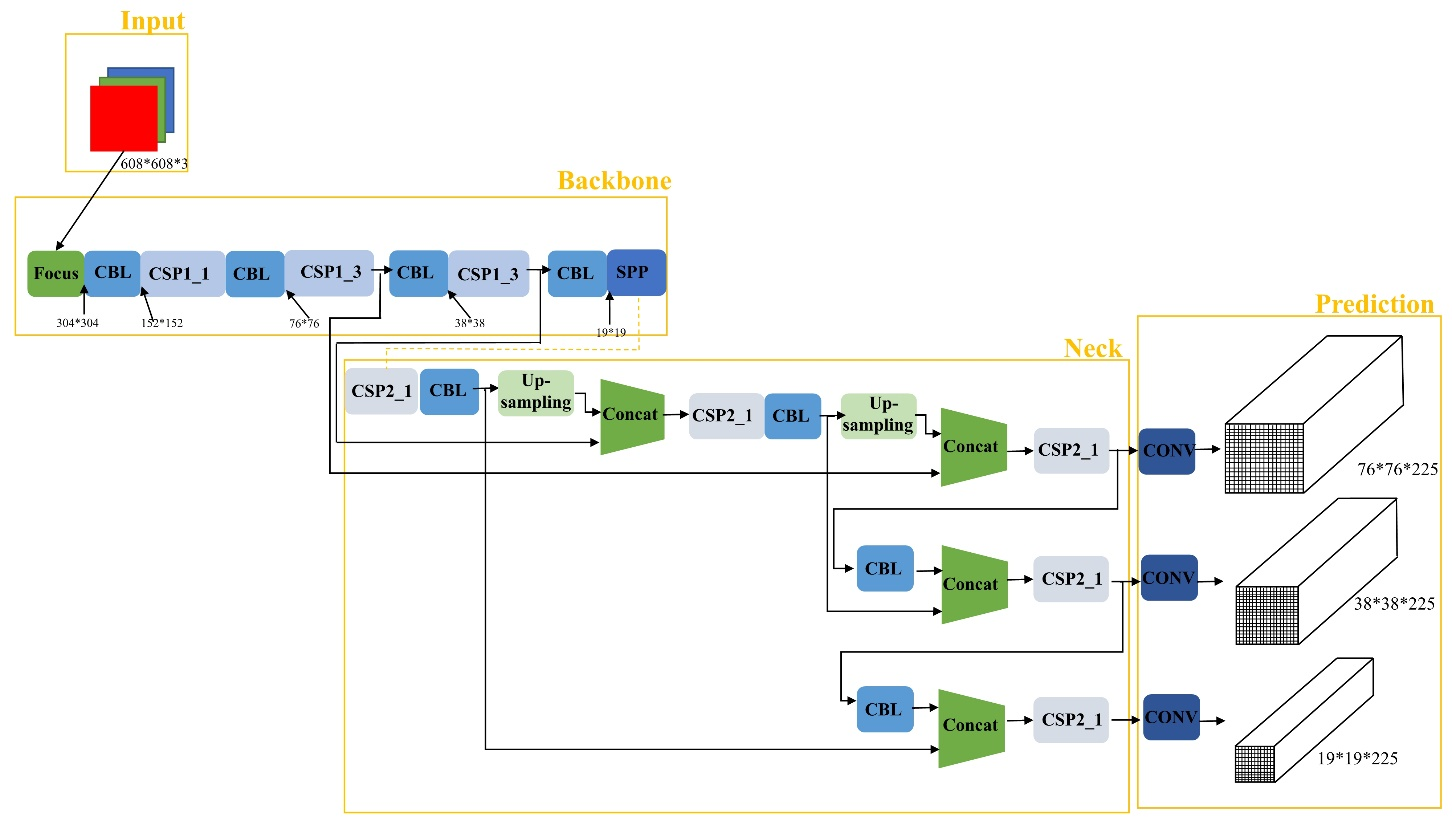 Input
608*608*3
Backbone
Focus
CBL
CSP1_1
CBL
CSP1_3
CBL
CSP1_3
CBL
SPP
304*304
152*152
76*76
38*38
19*19
Neck
CSP2_1
CBL
Up-
sampling
Concat
CSP2_1
CBL
Up-
sampling
Concat
CSP2_1
CBL
Concat
CSP2_1
CBL
Concat
CSP2_1
Prediction
CONV
76*76*225
CONV
38*38*225
CONV
19*19*225